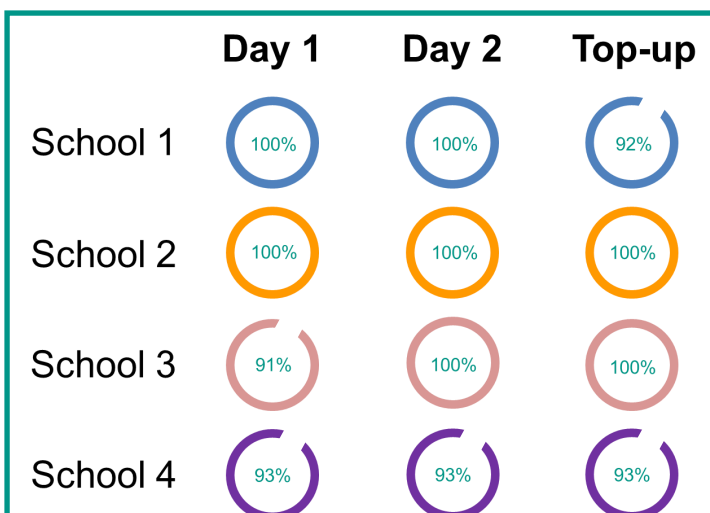 Day 1 Day 2 Top-up
School 1 100% 100% 92%
School 2 100% 100% 100%
School 3 91% 100% 100%
School 4 93% 93% 93%